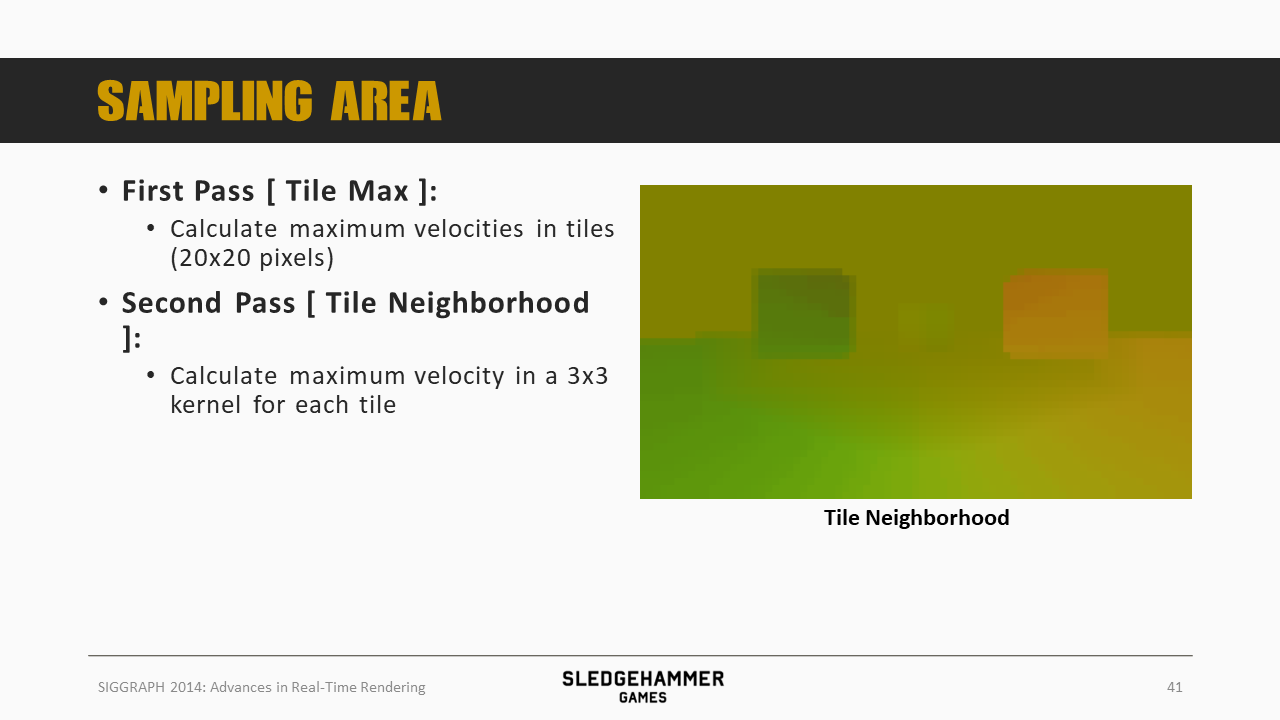 SAMPLING AREA
• First Pass [ Tile Max ]:
• Calculate maximum velocities in tiles
(20x20 pixels)
• Second Pass [ Tile Neighborhood
]:
• Calculate maximum velocity in a 3x3
kernel for each tile
Tile Neighborhood
SIGGRAPH 2014: Advances in Real-Time Rendering
SLEDGEHAMMER
GAMES
41